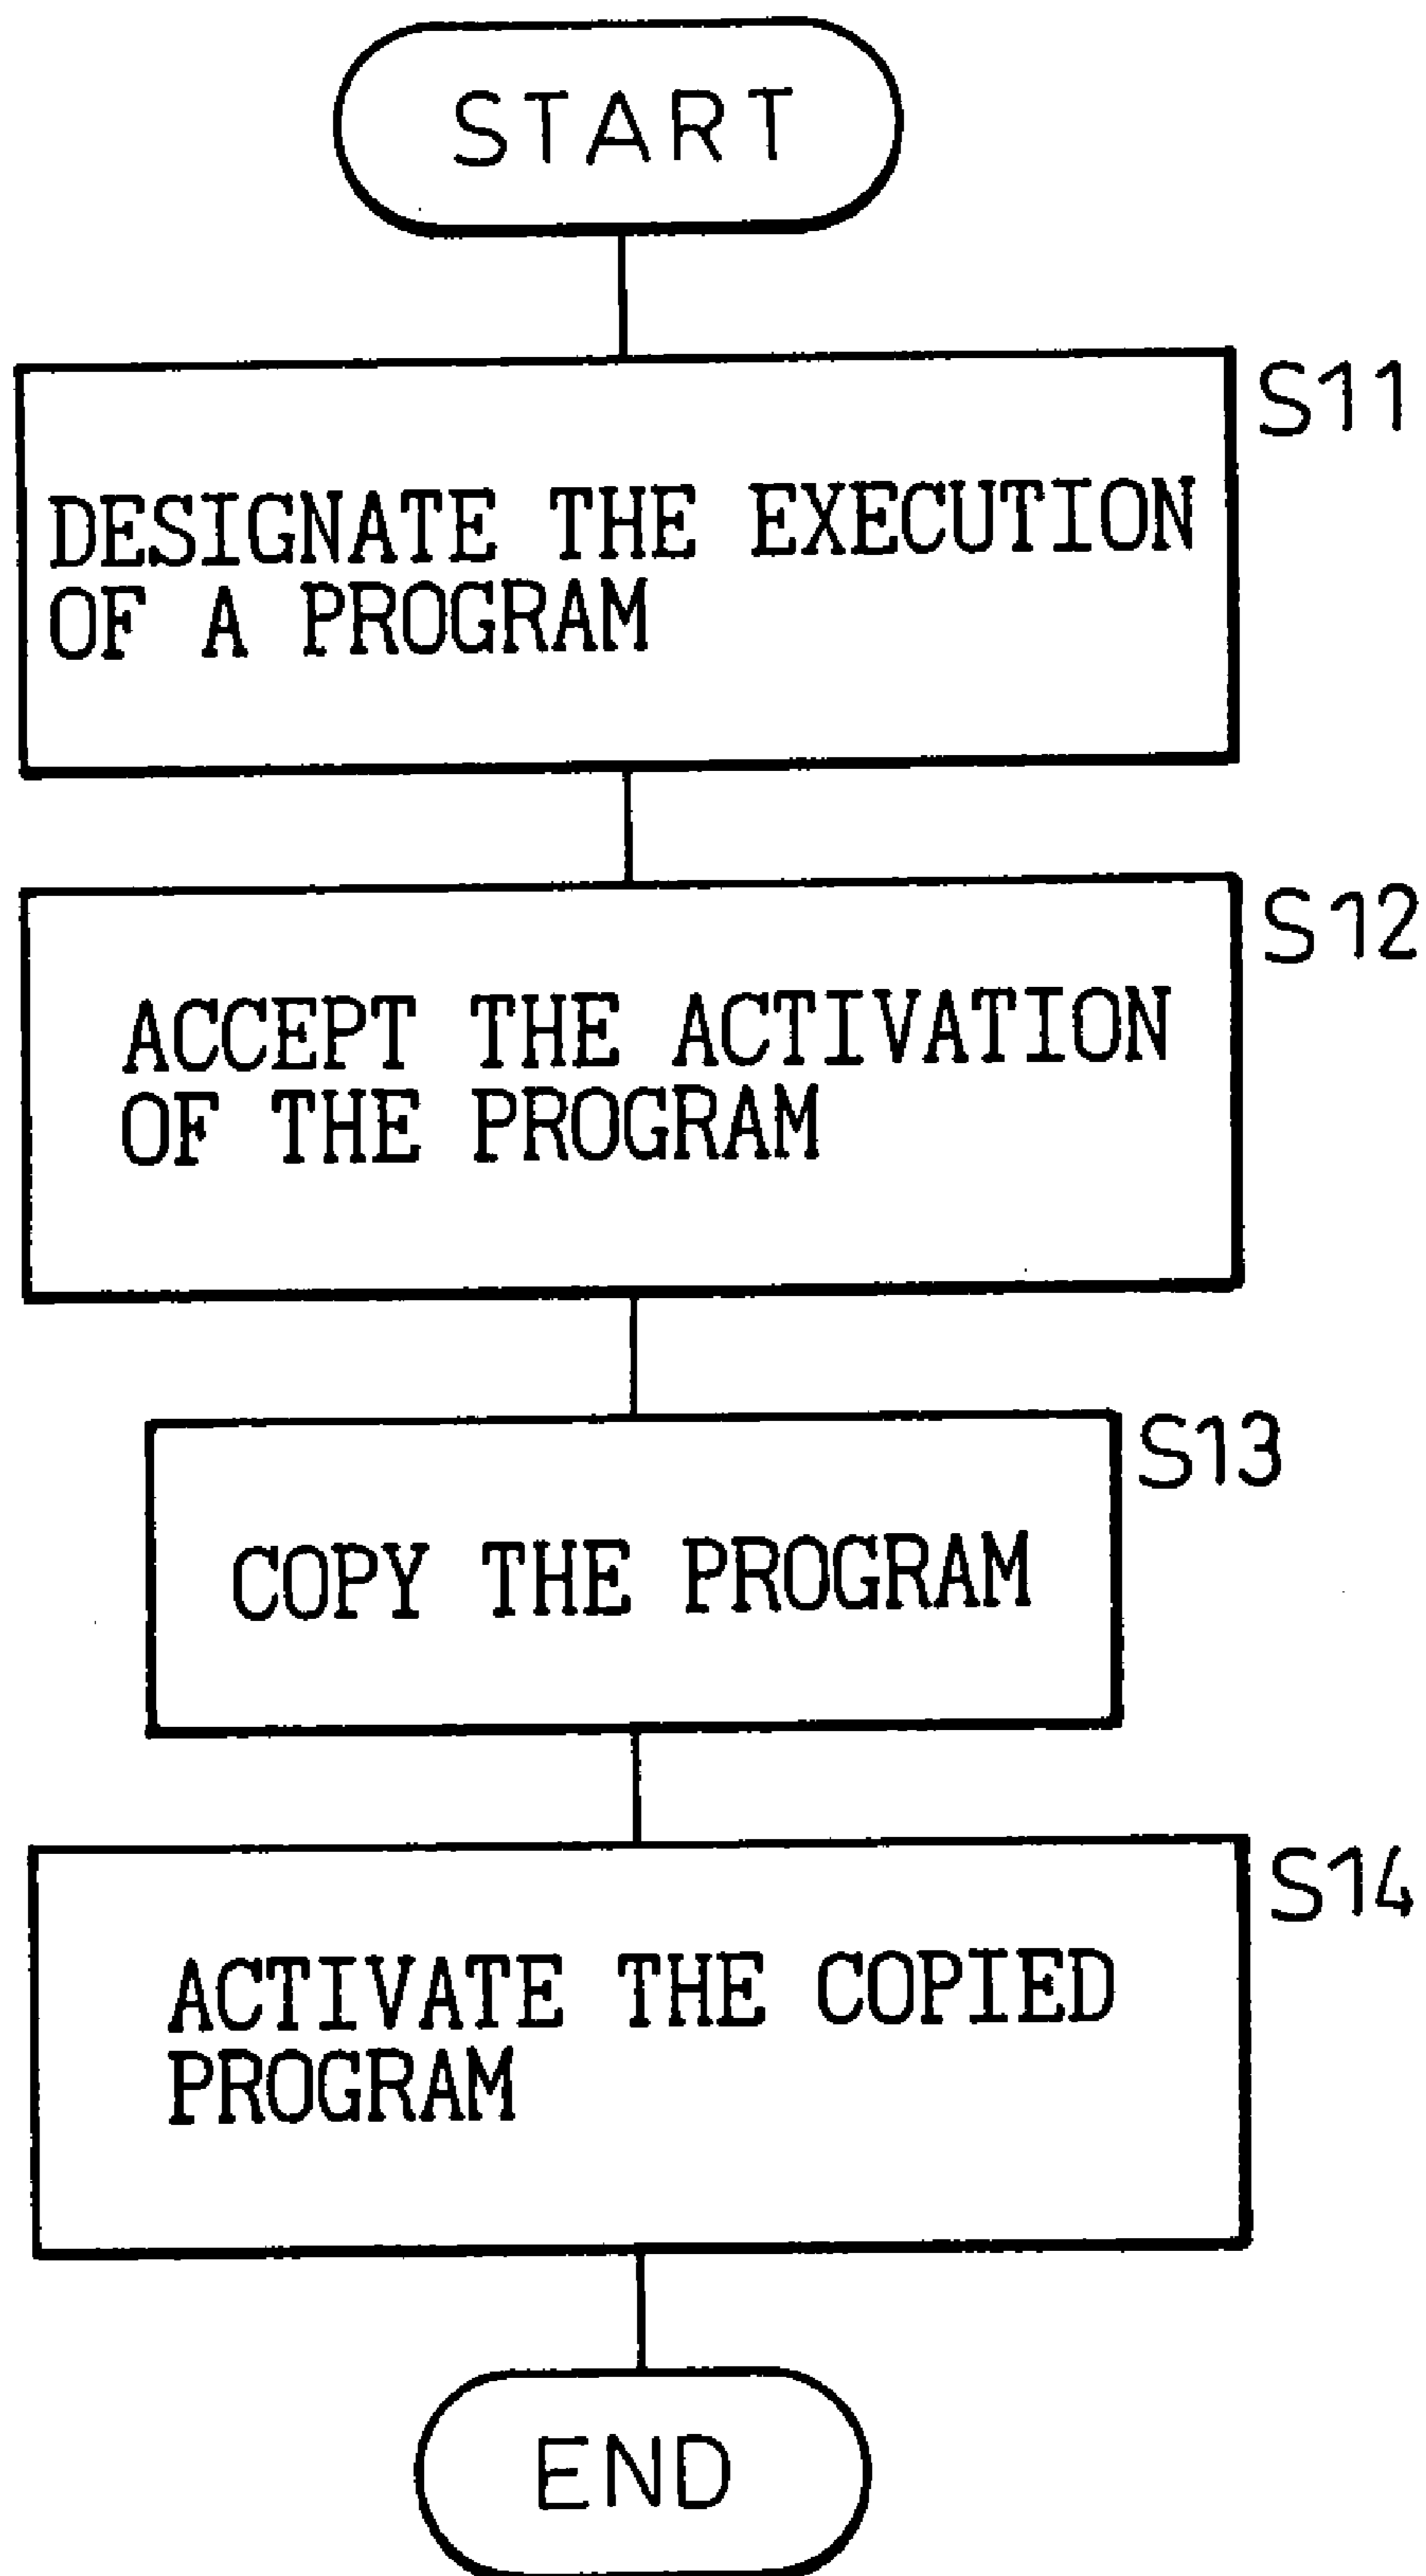 START
S11
DESIGNATE THE EXECUTION
OF A PROGRAM
S12
ACCEPT THE ACTIVATION
OF THE PROGRAM
S13
COPY THE PROGRAM
S14
ACTIVATE THE COPIED
PROGRAM
END